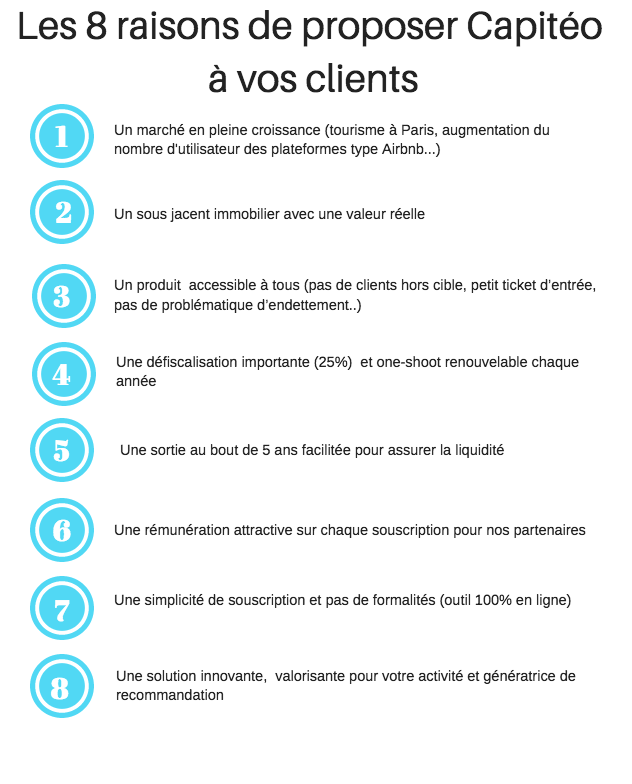 Les 8 raisons de proposer Capitéo
à vos clients
1
Un marché en pleine croissance (tourisme à Paris, augmentation du
nombre d'utilisateur des plateformes type Airbnb...)
2
Un sous jacent immobilier avec une valeur réelle
3
Un produit  accessible à tous (pas de clients hors cible, petit ticket d'entrée,
pas de problématique d'endettement..)
4
Une défiscalisation importante (25%)  et one-shoot renouvelable chaque
année
5
Une sortie au bout de 5 ans facilitée pour assurer la liquidité
6
Une rémunération attractive sur chaque souscription pour nos partenaires
7
Une simplicité de souscription et pas de formalités (outil 100% en ligne)
8
Une solution innovante,  valorisante pour votre activité et génératrice de
recommandation